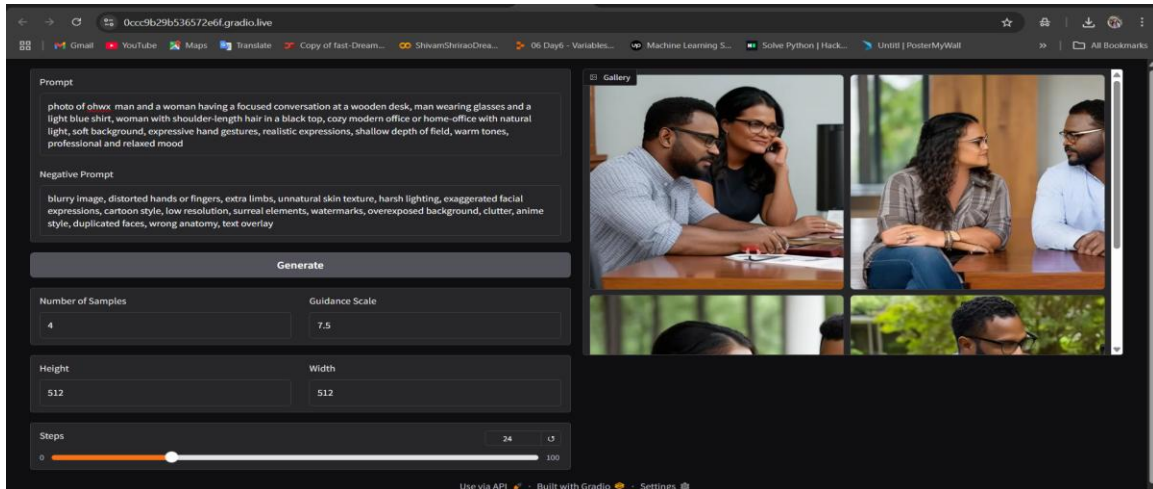 0ccc9b29b536572e6f.gradio.live
Gmail YouTube Maps Translate Copy of fast-Dream... ShivamShriraoDrea... 06 Day6 - Variables... Machine Learning S... Solve Python | Hack... Untitl | PosterMyWall » All Bookmarks
Prompt
photo of ohwx man and a woman having a focused conversation at a wooden desk, man wearing glasses and a
light blue shirt, woman with shoulder-length hair in a black top, cozy modern office or home-office with natural
light, soft background, expressive hand gestures, realistic expressions, shallow depth of field, warm tones,
professional and relaxed mood
Negative Prompt
blurry image, distorted hands or fingers, extra limbs, unnatural skin texture, harsh lighting, exaggerated facial
expressions, cartoon style, low resolution, surreal elements, watermarks, overexposed background, clutter, anime
style, duplicated faces, wrong anatomy, text overlay
Generate
Number of Samples
4
Guidance Scale
7.5
Height
512
Width
512
Steps
24
0 100
Gallery
Use via API · Built with Gradio · Settings